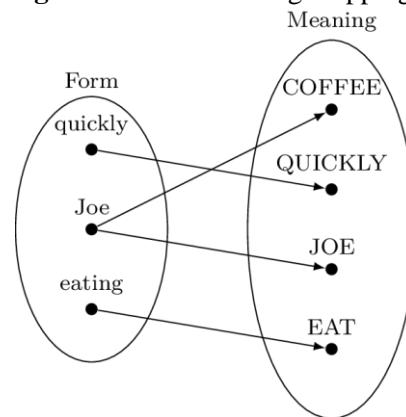 Meaning
Form
COFFEE
quickly
QUICKLY
Joe
JOE
eating
EAT